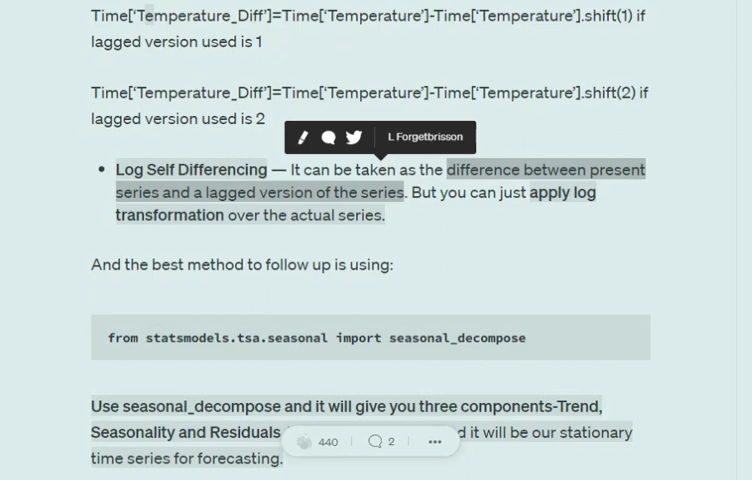 Time[‘Temperature_Diff’]=Time[‘Temperature’]-Time[‘Temperature’].shift(1) if
lagged version used is 1
Time[‘Temperature_Diff’]=Time[‘Temperature’]-Time[‘Temperature’].shift(2) if
lagged version used is 2
L Forgetbrisson
• Log Self Differencing — It can be taken as the difference between present
series and a lagged version of the series. But you can just apply log
transformation over the actual series.
And the best method to follow up is using:
from statsmodels.tsa.seasonal import seasonal_decompose
Use seasonal_decompose and it will give you three components-Trend,
Seasonality and Residuals d it will be our stationary
440 2
time series for forecasting.